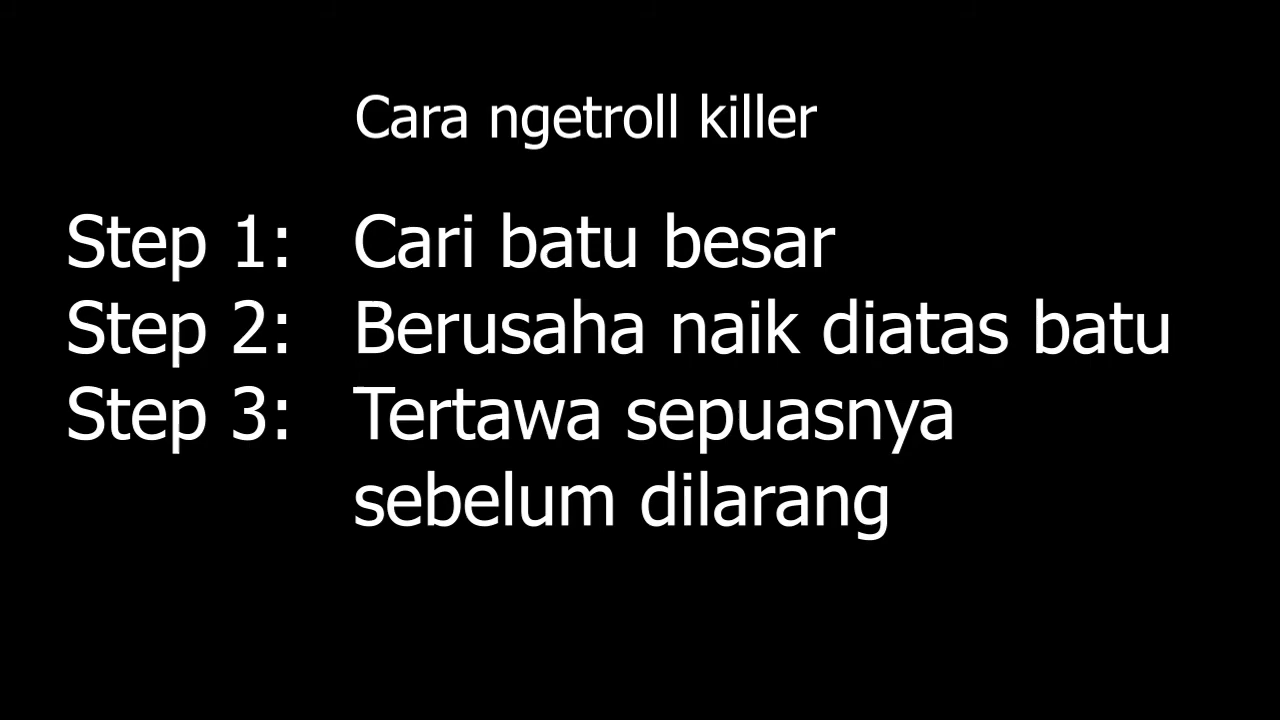 Cara ngetroll killer
Step 1: Cari batu besar
Step 2: Berusaha naik diatas batu
Step 3: Tertawa sepuasnya
sebelum dilarang